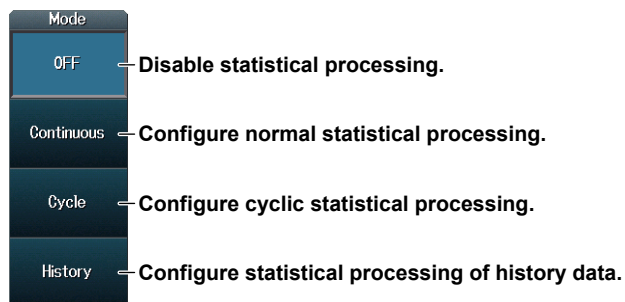 Mode
OFF
Disable statistical processing.
Continuous
Configure normal statistical processing.
Cycle
Configure cyclic statistical processing.
History
Configure statistical processing of history data.